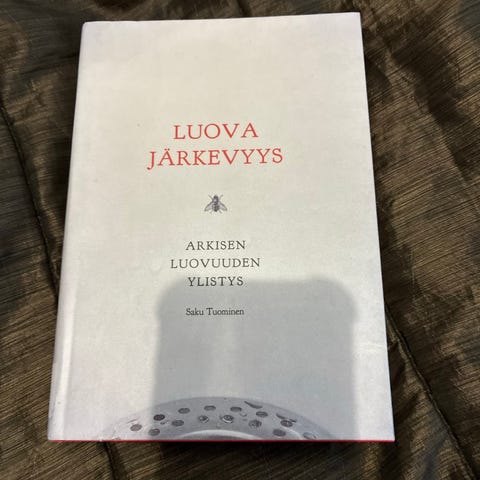 LUOVA
JÄRKEVYYS
ARKISEN
LUOVUUDEN
YLISTYS
Saku Tuominen